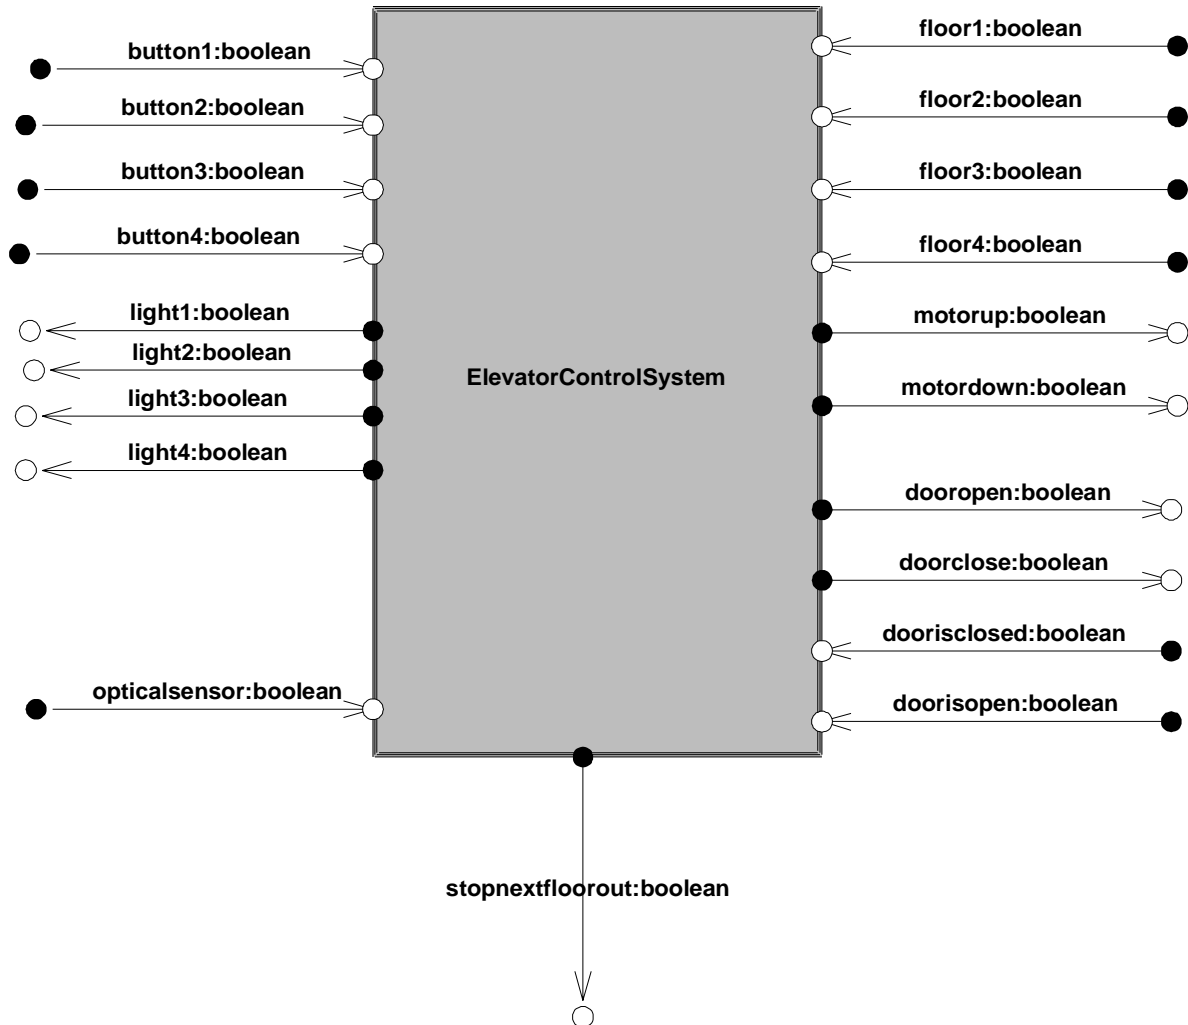 button1:boolean
button2:boolean
button3:boolean
button4:boolean
light1:boolean
light2:boolean
light3:boolean
light4:boolean
opticalsensor:boolean
ElevatorControlSystem
floor1:boolean
floor2:boolean
floor3:boolean
floor4:boolean
motorup:boolean
motordown:boolean
dooropen:boolean
doorclose:boolean
doorisclosed:boolean
doorisopen:boolean
stopnextfloorout:boolean